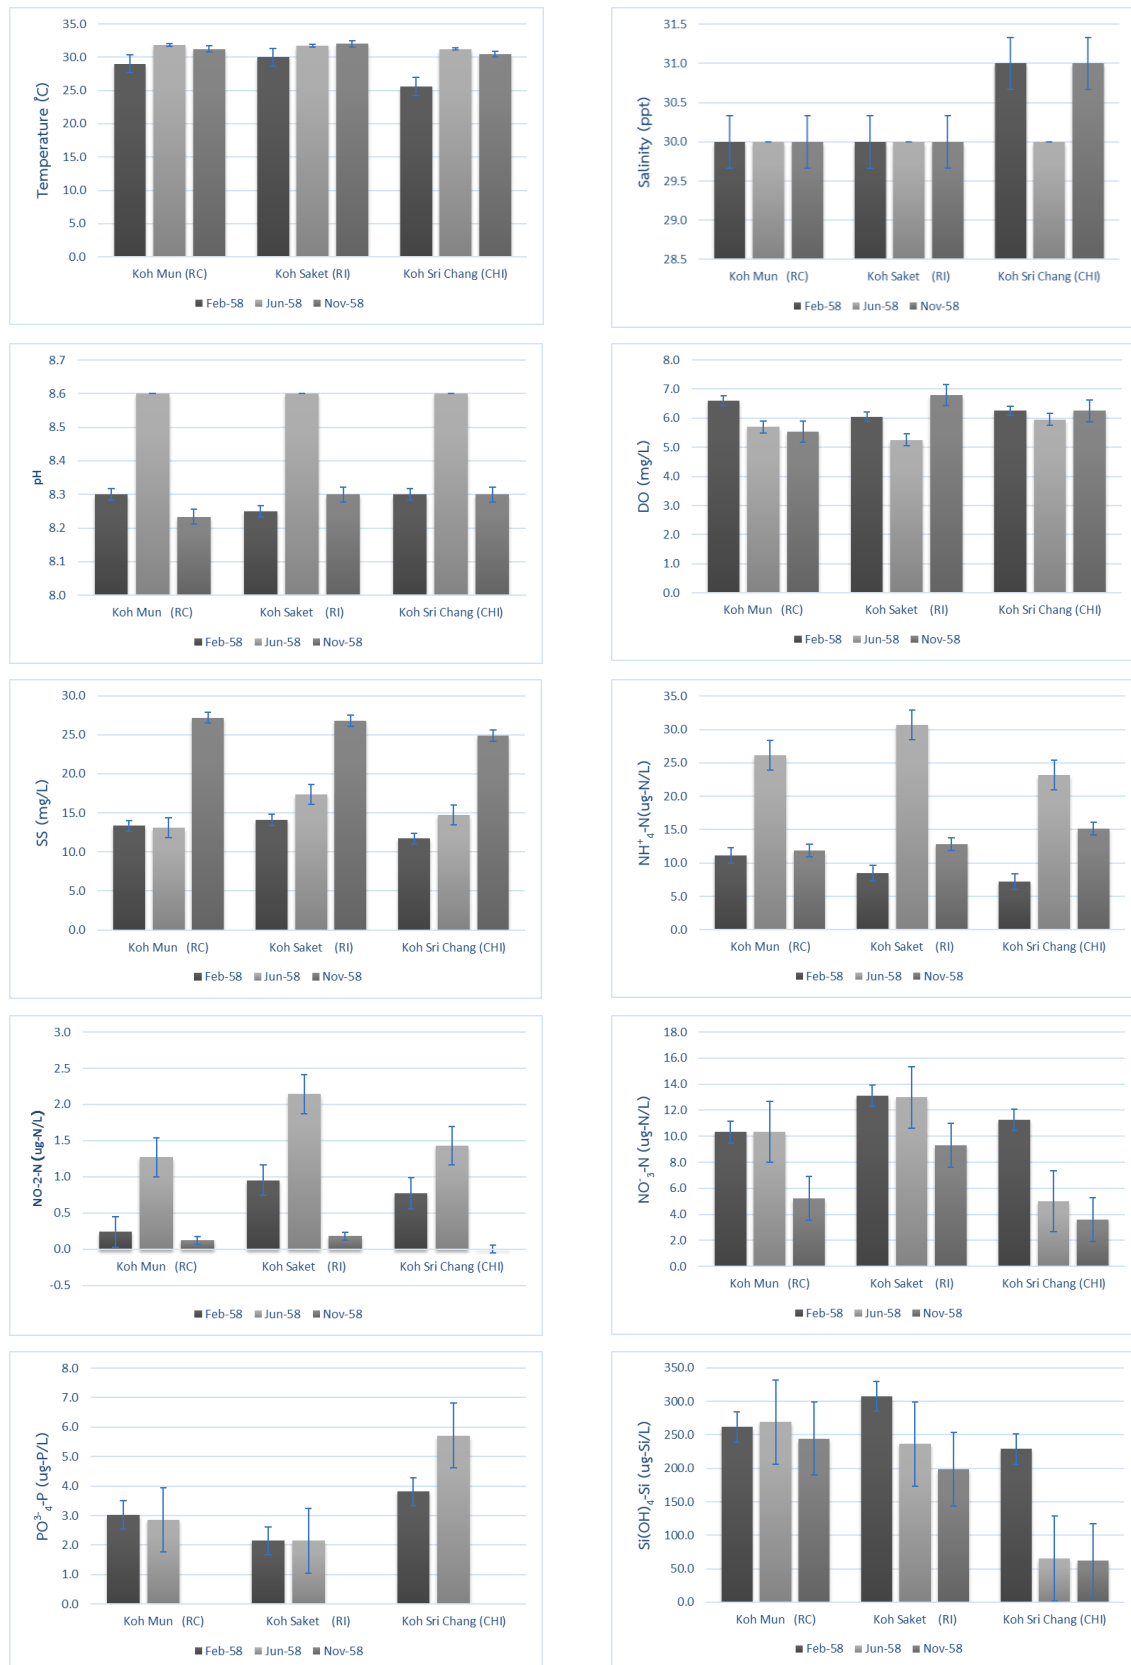 35.0
30.0
25.0
20.0
15.0
10.0
5.0
0.0
Temperature (°C)
Koh Mun (RC) Koh Saket (RI) Koh Sri Chang (CHI)
Feb-58 Jun-58 Nov-58
31.5
31.0
30.5
30.0
29.5
29.0
28.5
Salinity (ppt)
Koh Mun (RC) Koh Saket (RI) Koh Sri Chang (CHI)
Feb-58 Jun-58 Nov-58
8.7
8.6
8.5
8.4
8.3
8.2
8.1
8.0
pH
Koh Mun (RC) Koh Saket (RI) Koh Sri Chang (CHI)
Feb-58 Jun-58 Nov-58
8.0
7.0
6.0
5.0
4.0
3.0
2.0
1.0
0.0
DO (mg/L)
Koh Mun (RC) Koh Saket (RI) Koh Sri Chang (CHI)
Feb-58 Jun-58 Nov-58
30.0
25.0
20.0
15.0
10.0
5.0
0.0
SS (mg/L)
Koh Mun (RC) Koh Saket (RI) Koh Sri Chang (CHI)
Feb-58 Jun-58 Nov-58
35.0
30.0
25.0
20.0
15.0
10.0
5.0
0.0
NH⁺₄-N(ug-N/L)
Koh Mun (RC) Koh Saket (RI) Koh Sri Chang (CHI)
Feb-58 Jun-58 Nov-58
3.0
2.5
2.0
1.5
1.0
0.5
0.0
-0.5
NO-2-N (ug-N/L)
Koh Mun (RC) Koh Saket (RI) Koh Sri Chang (CHI)
Feb-58 Jun-58 Nov-58
18.0
16.0
14.0
12.0
10.0
8.0
6.0
4.0
2.0
0.0
NO⁻₃-N (ug-N/L)
Koh Mun (RC) Koh Saket (RI) Koh Sri Chang (CHI)
Feb-58 Jun-58 Nov-58
8.0
7.0
6.0
5.0
4.0
3.0
2.0
1.0
0.0
PO³⁻₄-P (ug-P/L)
Koh Mun (RC) Koh Saket (RI) Koh Sri Chang (CHI)
Feb-58 Jun-58 Nov-58
350.0
300.0
250.0
200.0
150.0
100.0
50.0
0.0
Si(OH)₄-Si (ug-Si/L)
Koh Mun (RC) Koh Saket (RI) Koh Sri Chang (CHI)
Feb-58 Jun-58 Nov-58